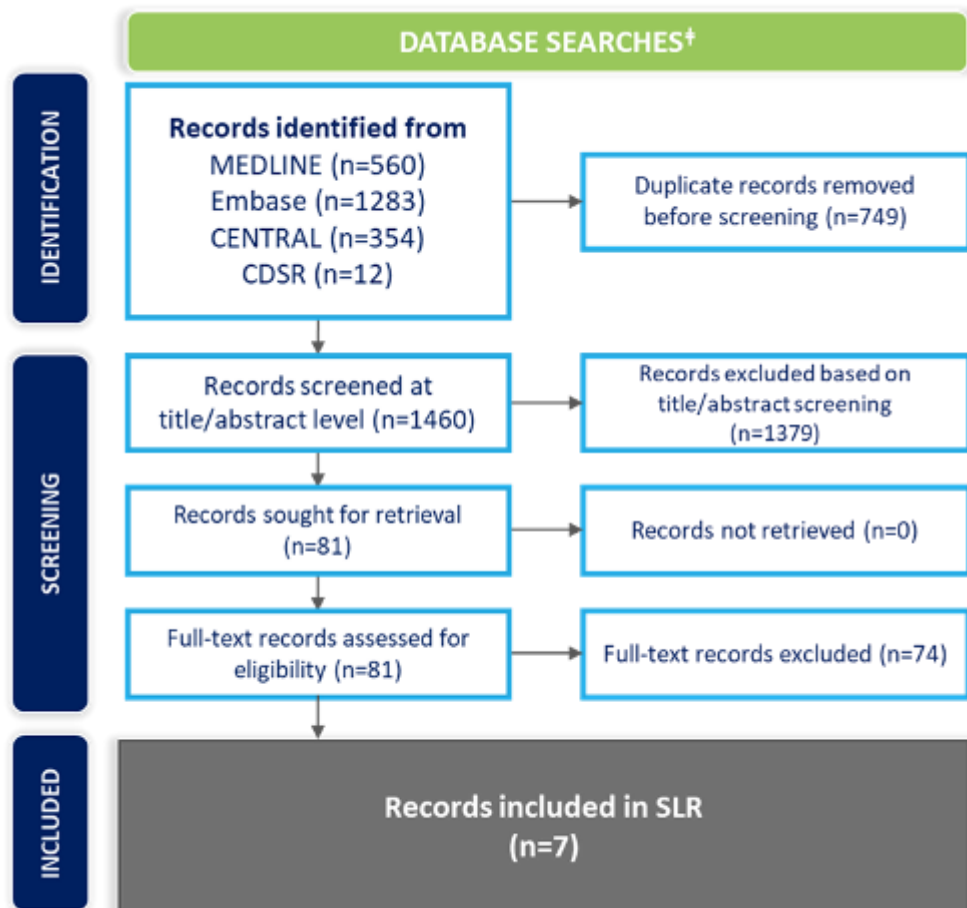 DATABASE SEARCHES‡
IDENTIFICATION
Records identified from
MEDLINE (n=560)
Embase (n=1283)
CENTRAL (n=354)
CDSR (n=12)
Duplicate records removed
before screening (n=749)
SCREENING
Records screened at
title/abstract level (n=1460)
Records excluded based on
title/abstract screening
(n=1379)
Records sought for retrieval
(n=81)
Records not retrieved (n=0)
Full-text records assessed for
eligibility (n=81)
Full-text records excluded (n=74)
INCLUDED
Records included in SLR
(n=7)